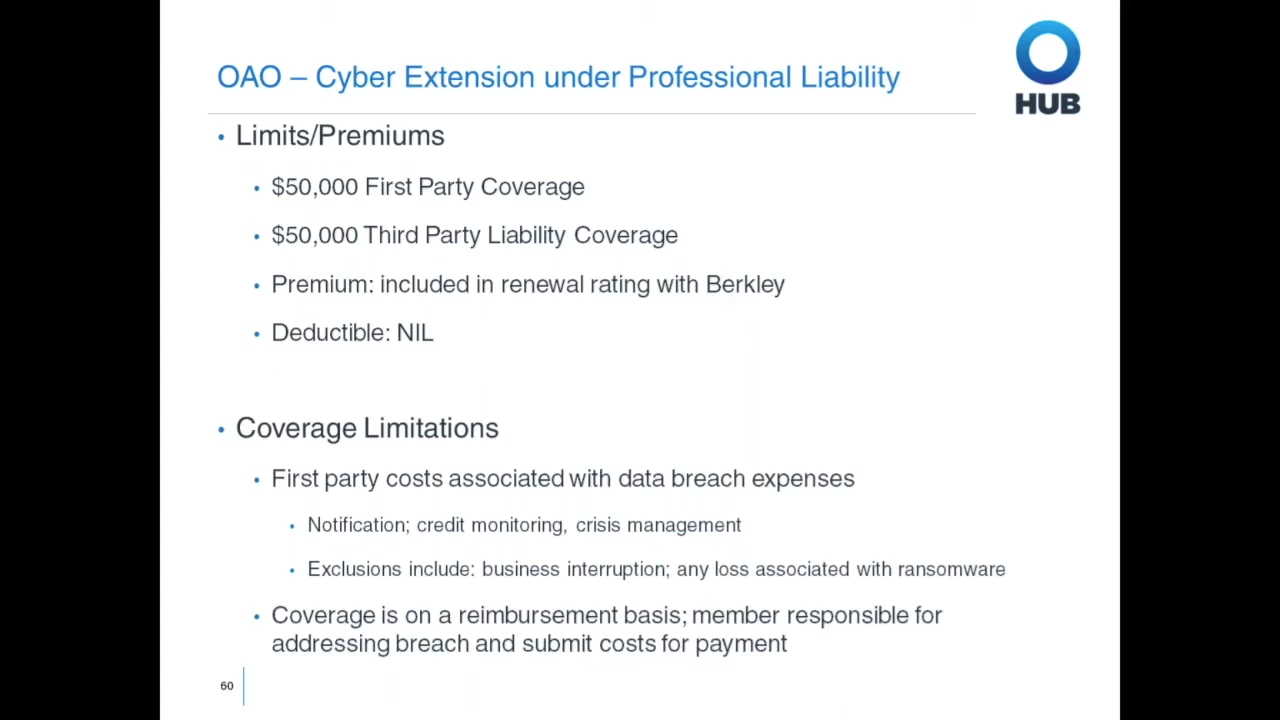 OAO – Cyber Extension under Professional Liability
HUB
• Limits/Premiums
• $50,000 First Party Coverage
• $50,000 Third Party Liability Coverage
• Premium: included in renewal rating with Berkley
• Deductible: NIL
• Coverage Limitations
• First party costs associated with data breach expenses
• Notification; credit monitoring, crisis management
• Exclusions include: business interruption; any loss associated with ransomware
• Coverage is on a reimbursement basis; member responsible for
addressing breach and submit costs for payment
60